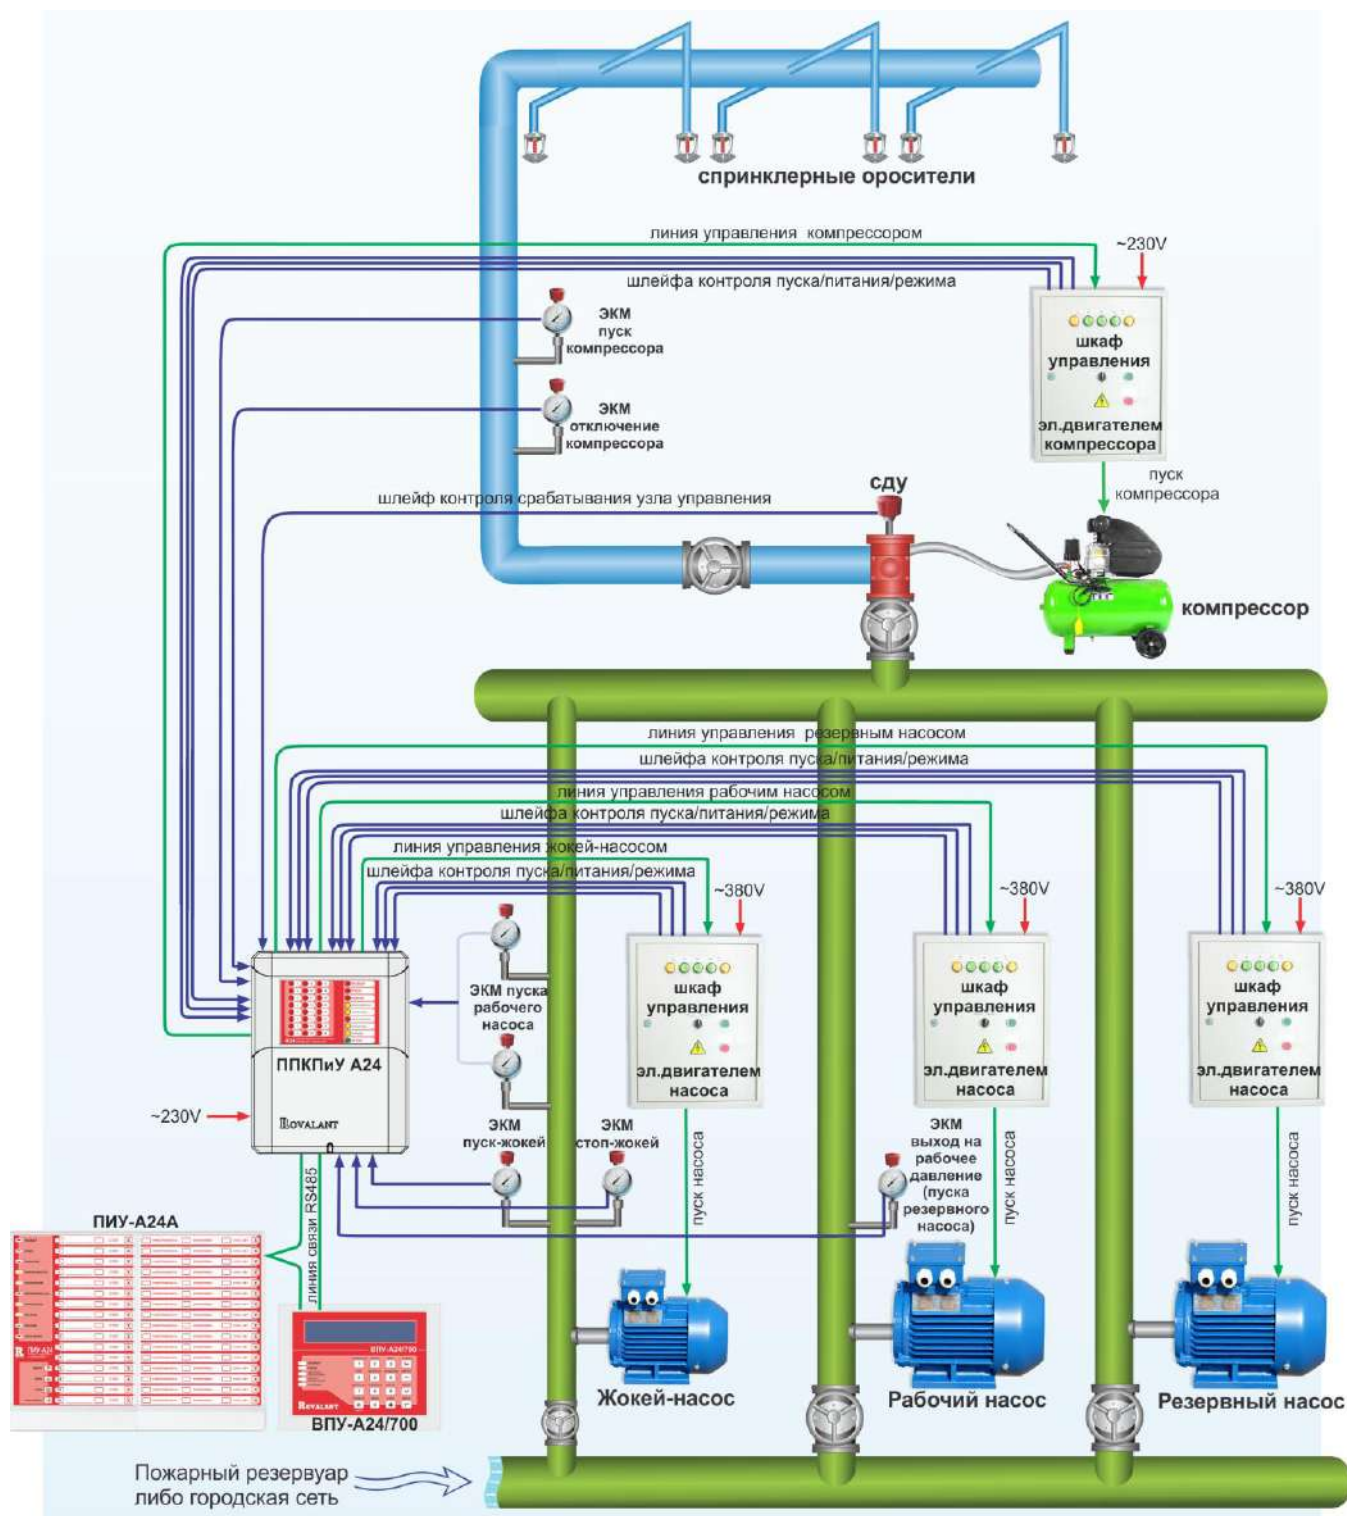 спринклерные оросители
линия управления компрессором
~230V
шлейфа контроля пуска/питания/режима
ЭКМ
пуск
компрессора
шкаф
управления
эл.двигателем
компрессора
ЭКМ
отключение
компрессора
пуск
компрессора
сду
шлейф контроля срабатывания узла управления
компрессор
линия управления резервным насосом
шлейфа контроля пуска/питания/режима
линия управления рабочим насосом
шлейфа контроля пуска/питания/режима
линия управления жокей-насосом
шлейфа контроля пуска/питания/режима
~380V
~380V
~380V
ЭКМ пуска
рабочего
насоса
шкаф
управления
эл.двигателем
насоса
шкаф
управления
эл.двигателем
насоса
шкаф
управления
эл.двигателем
насоса
ППКПиУ А24
~230V
ROVALANT
ЭКМ
пуск-жокей
ЭКМ
стоп-жокей
ЭКМ
выход на
рабочее
давление
(пуска
резервного
насоса)
пуск насоса
пуск насоса
пуск насоса
линия связи RS485
ПИУ-А24А
ПИУ-А24
ВПУ-А24/700
ROVALANT
ВПУ-А24/700
Жокей-насос
Рабочий насос
Резервный насос
Пожарный резервуар
либо городская сеть